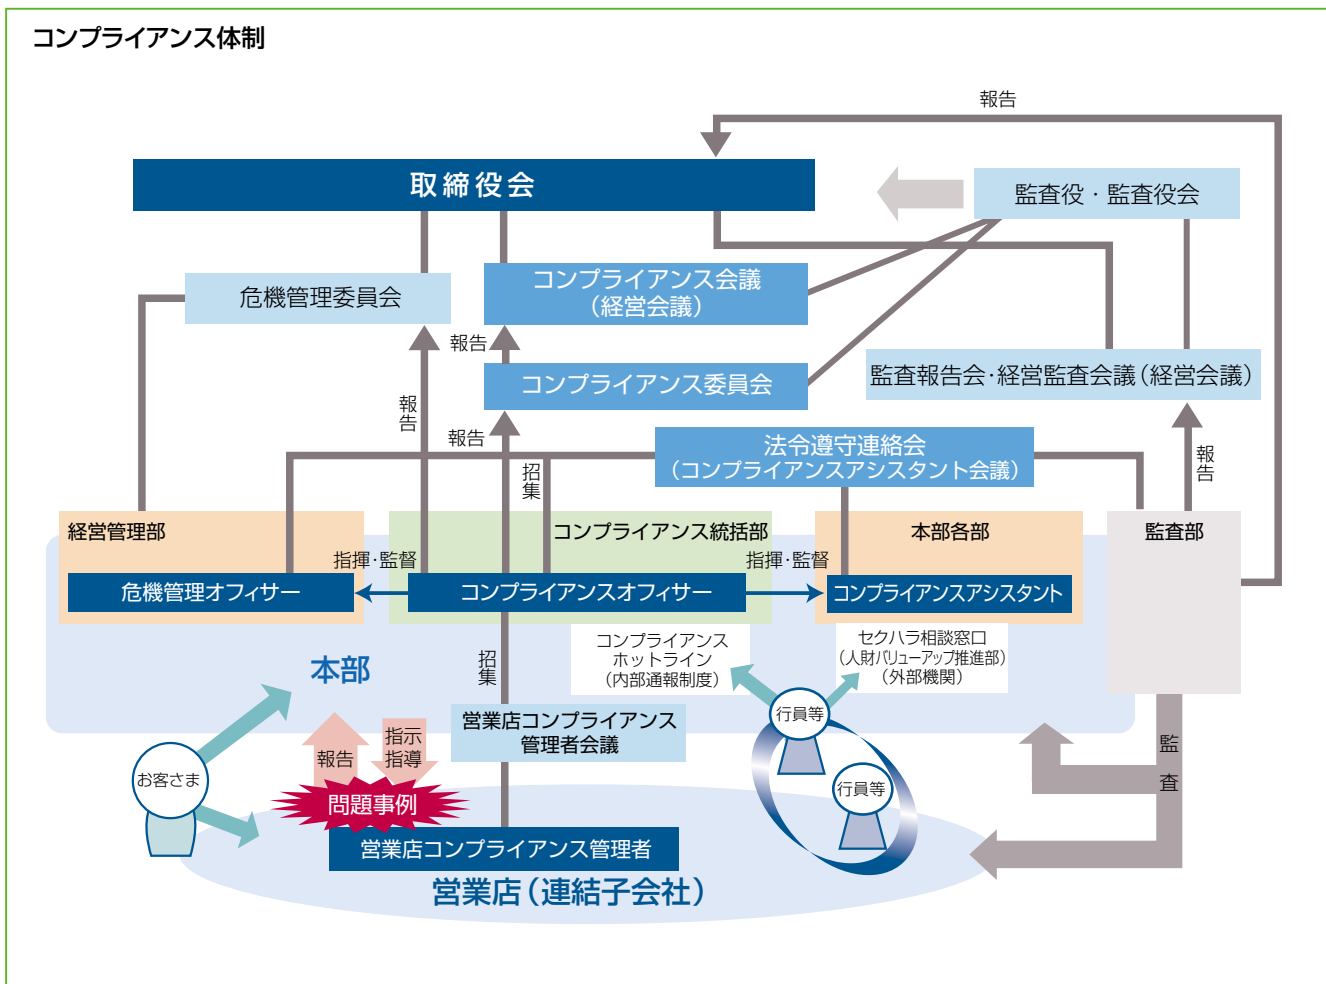 コンプライアンス体制
報告
取締役会
監査役・監査役会
危機管理委員会
コンプライアンス会議
（経営会議）
報告
コンプライアンス委員会
監査報告会・経営監査会議（経営会議）
報告
報告
招集
法令遵守連絡会
（コンプライアンスアシスタント会議）
報告
経営管理部
コンプライアンス統括部
本部各部
監査部
指揮・監督
指揮・監督
危機管理オフィサー
コンプライアンスオフィサー
コンプライアンスアシスタント
コンプライアンス
ホットライン
（内部通報制度）
セクハラ相談窓口
（人財バリューアップ推進部）
（外部機関）
本部
招集
営業店コンプライアンス
管理者会議
行員等
報告
指示
指導
監査
お客さま
行員等
問題事例
営業店コンプライアンス管理者
営業店（連結子会社）